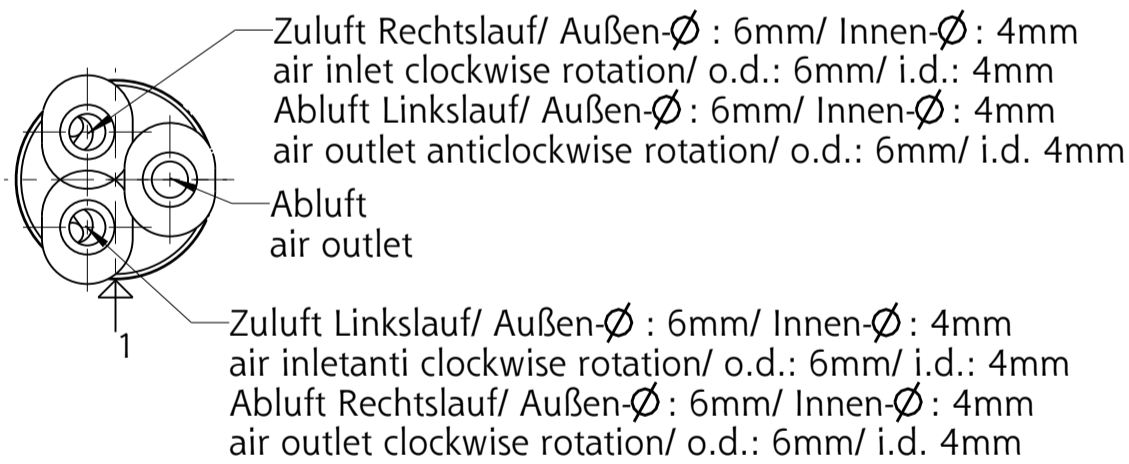 Zuluft Rechtslauf/ Außen-Ø : 6mm/ Innen-Ø : 4mm
air inlet clockwise rotation/ o.d.: 6mm/ i.d.: 4mm
Abluft Linkslauf/ Außen-Ø : 6mm/ Innen-Ø : 4mm
air outlet anticlockwise rotation/ o.d.: 6mm/ i.d. 4mm
Abluft
air outlet
Zuluft Linkslauf/ Außen-Ø : 6mm/ Innen-Ø : 4mm
air inletanti clockwise rotation/ o.d.: 6mm/ i.d.: 4mm
Abluft Rechtslauf/ Außen-Ø : 6mm/ Innen-Ø : 4mm
air outlet clockwise rotation/ o.d.: 6mm/ i.d. 4mm
1